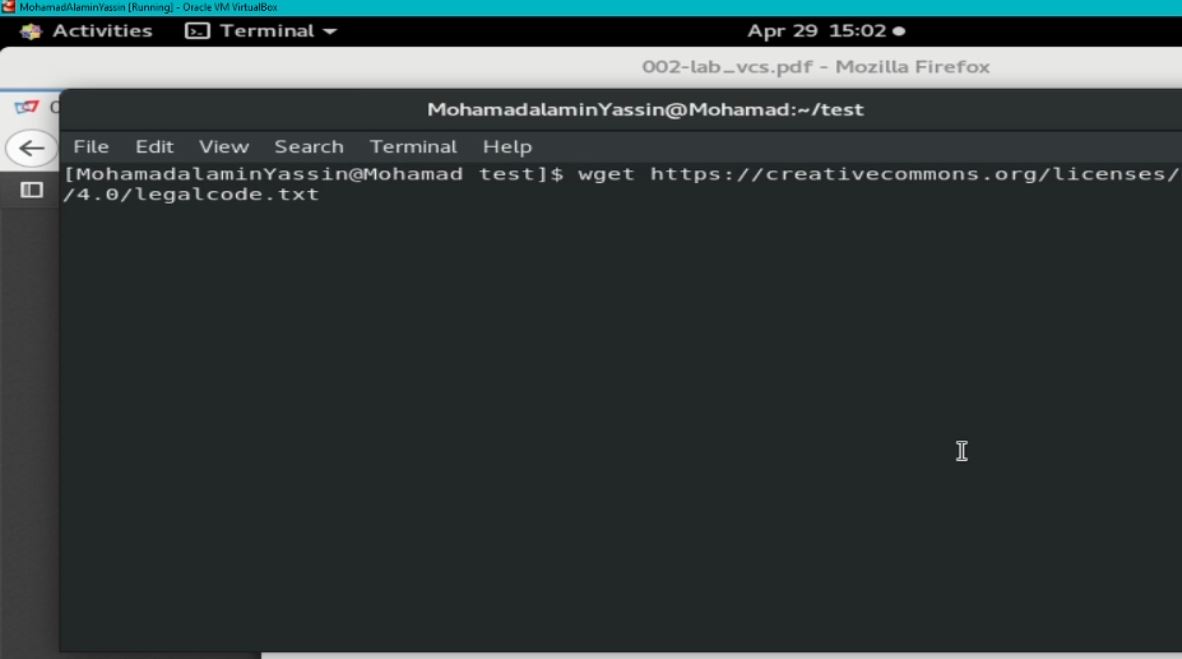 MohamadAlaminYassin [Running] - Oracle VM VirtualBox
Activities Terminal Apr 29 15:02
002-lab_vcs.pdf - Mozilla Firefox
MohamadalaminYassin@Mohamad:~/test
File Edit View Search Terminal Help
[MohamadalaminYassin@Mohamad test]$ wget https://creativecommons.org/licenses/
/4.0/legalcode.txt